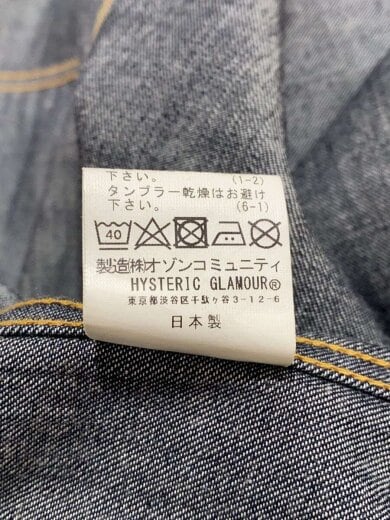 下さい。 (1-2)
タンブラー乾燥はお避け
下さい。 (6-1)
40
製造㈱オゾンコミュニティ
HYSTERIC GLAMOUR®
東京都渋谷区千駄ヶ谷3-12-6
日本製